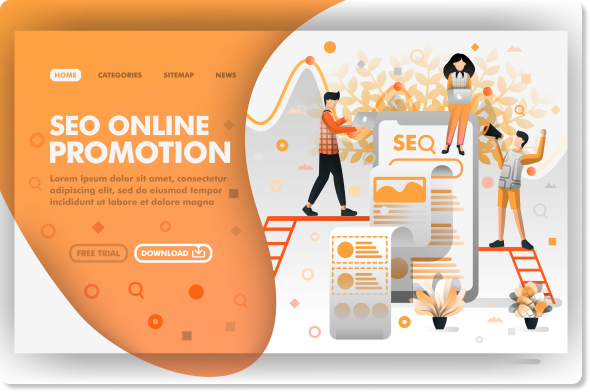 HOME CATEGORIES SITEMAP NEWS
SEO ONLINE
PROMOTION
Lorem ipsum dolor sit amet, consectetur
adipiscing elit, sed do eiusmod tempor
incididunt ut labore et dolore magna
FREE TRIAL DOWNLOAD
SEO